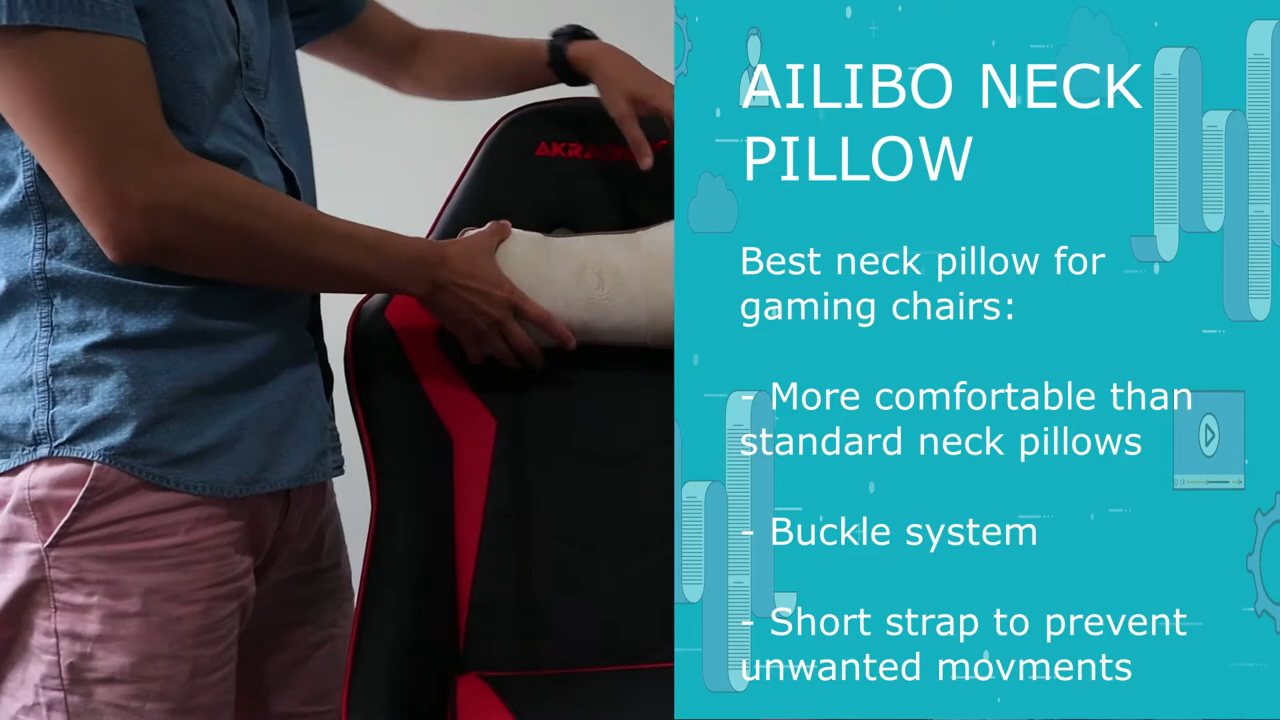 AKRACING
AILIBO NECK
PILLOW
Best neck pillow for
gaming chairs:
- More comfortable than
standard neck pillows
- Buckle system
- Short strap to prevent
unwanted movments